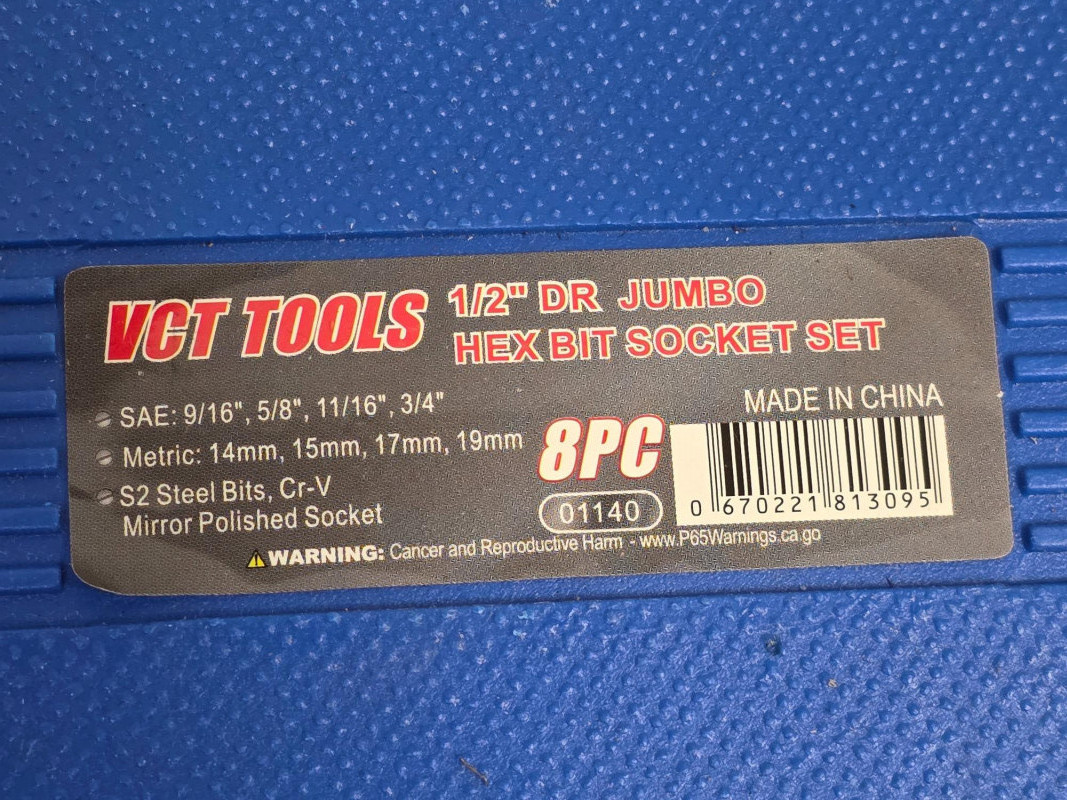 VCT TOOLS
1/2" DR JUMBO
HEX BIT SOCKET SET
SAE: 9/16", 5/8", 11/16", 3/4"
Metric: 14mm, 15mm, 17mm, 19mm
S2 Steel Bits, Cr-V
Mirror Polished Socket
8PC
01140
MADE IN CHINA
0 670221 813095
WARNING: Cancer and Reproductive Harm - www.P65Warnings.ca.go